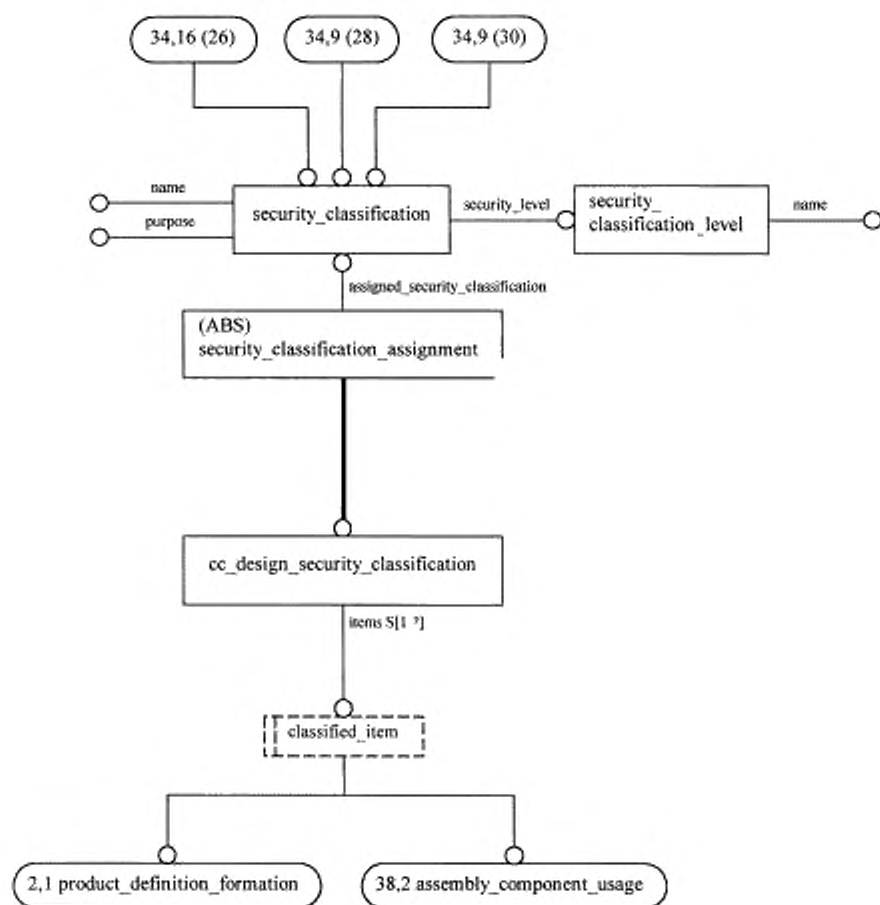 34,16 (26)
34,9 (28)
34,9 (30)
name
purpose
security_classification
security_level
security_
classification_level
name
assigned_security_classification
(ABS)
security_classification_assignment
cc_design_security_classification
items S[1 ?]
classified_item
2,1 product_definition_formation
38,2 assembly_component_usage